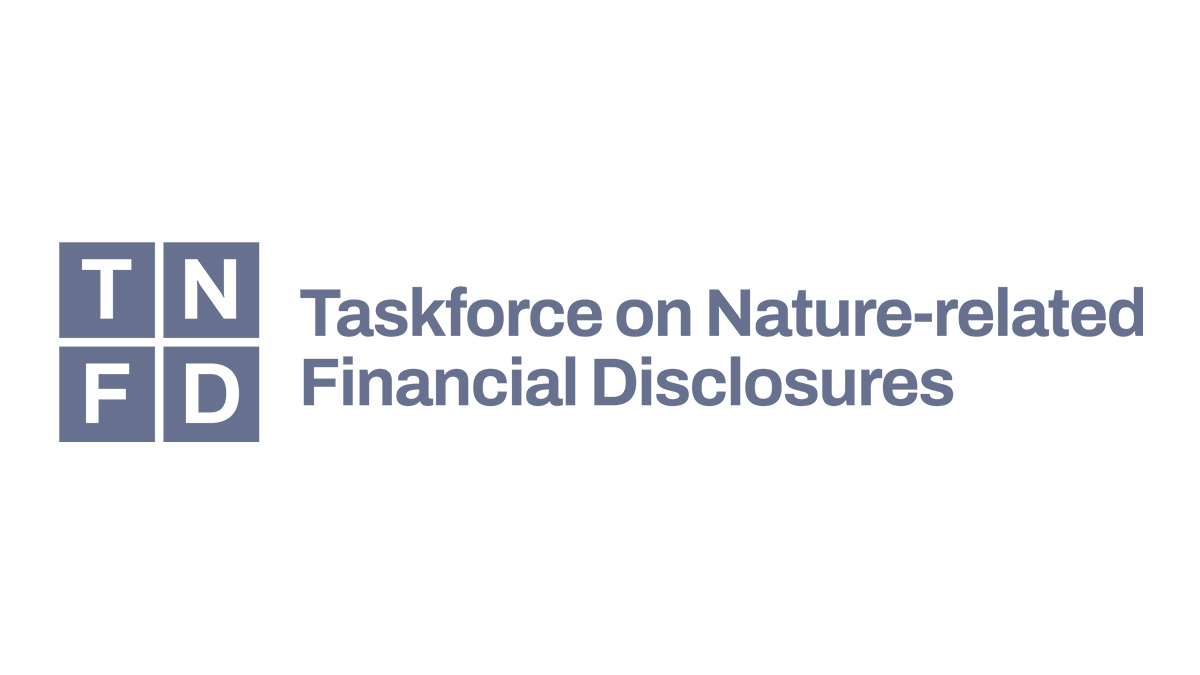 T N
F D
Taskforce on Nature-related
Financial Disclosures